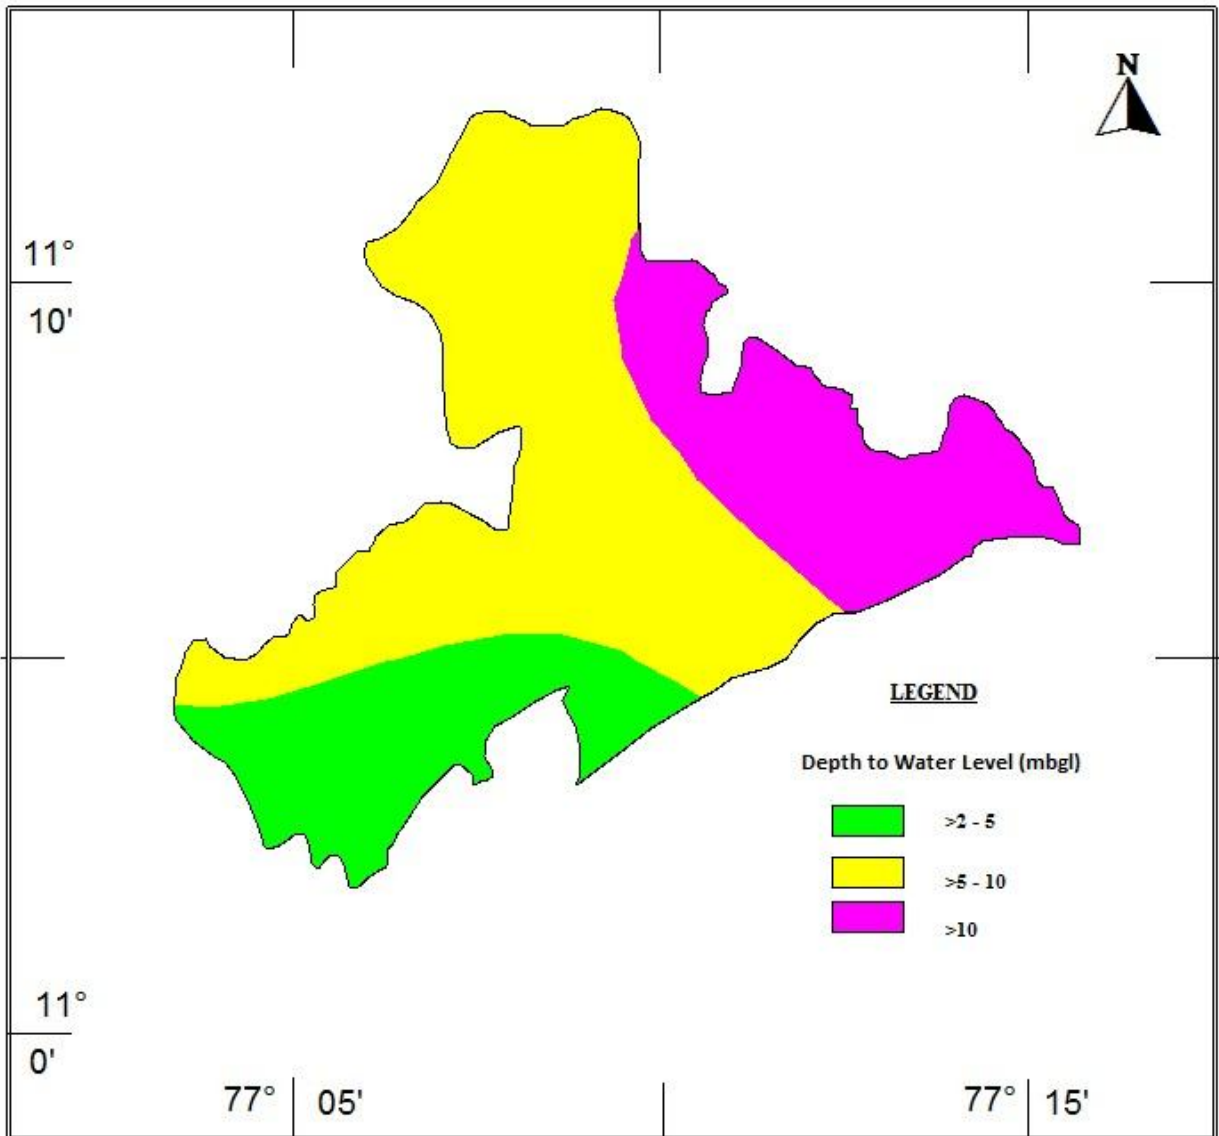 N
11°
10'
LEGEND
Depth to Water Level (mbgl)
>2 - 5
>5 - 10
>10
11°
0'
77° 05'
77° 15'